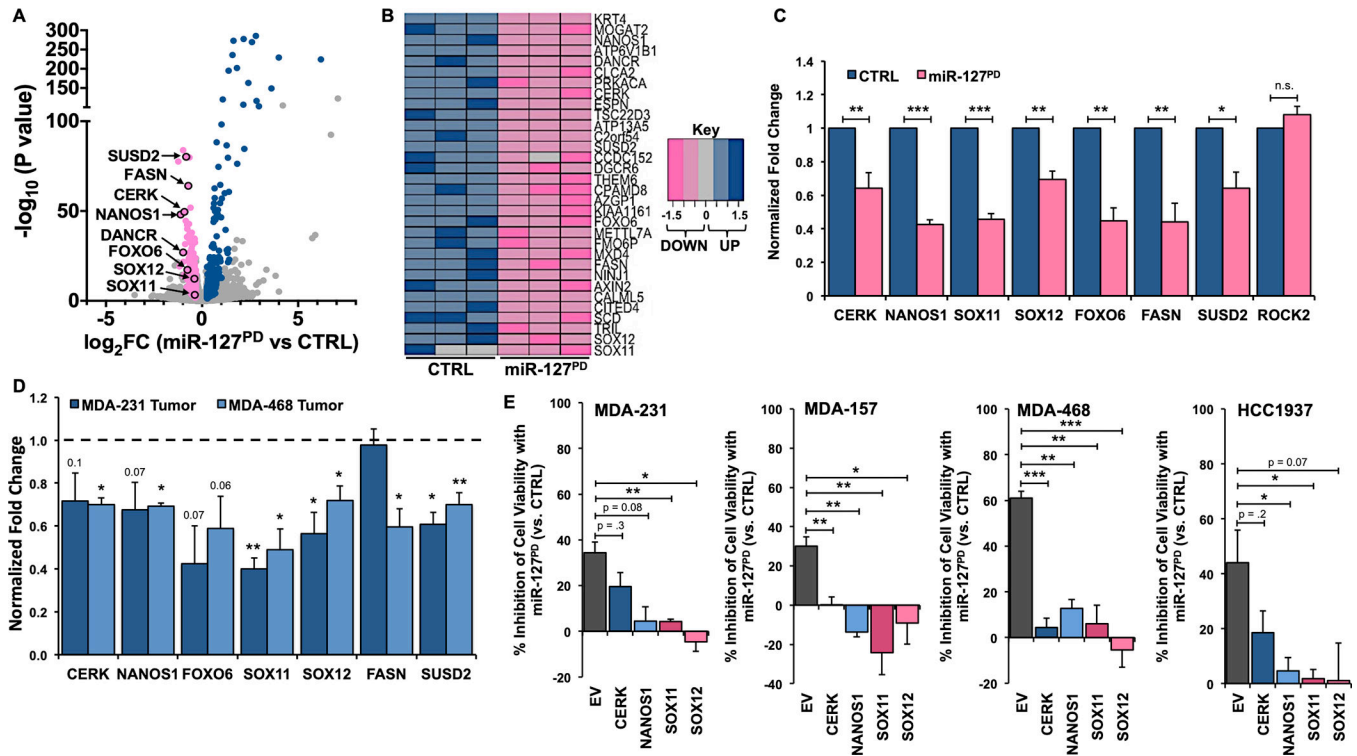 A
300
250
200
150
100
100
50
0
-log10 (P value)
SUSD2
FASN
CERK
NANOS1
DANCR
FOXO6
SOX12
SOX11
-5
0
5
log2FC (miR-127PD vs CTRL)
B
KRT4
MOGAT2
NANOS1
ATP6V1B1
DANCR
CLCA2
PRKACA
CERK
ESPN
TSC22D3
ATP13A5
C2orf54
SUSD2
CCDC152
DGCR6
THEM6
CPAMD8
AZGP1
KIAA1161
FOXO6
METTL7A
FMO6P
MXD4
FASN
NINJ1
AXIN2
CALML5
CITED4
SCD
TRIL
SOX12
SOX11
CTRL miR-127PD
Key
-1.5 0 1.5
DOWN UP
C
Normalized Fold Change
1.4
1.2
1
0.8
0.6
0.4
0.2
0
CTRL miR-127PD
** *** *** ** ** ** * n.s.
CERK NANOS1 SOX11 SOX12 FOXO6 FASN SUSD2 ROCK2
D
Normalized Fold Change
1.2
1.0
0.8
0.6
0.4
0.2
0.0
MDA-231 Tumor MDA-468 Tumor
0.1 * 0.07 * 0.07 0.06 ** * * * * * **
CERK NANOS1 FOXO6 SOX11 SOX12 FASN SUSD2
E
MDA-231
% Inhibition of Cell Viability with
miR-127PD (vs. CTRL)
100
80
60
40
20
0
-20
*
**
p = 0.08
p = .3
EV CERK NANOS1 SOX11 SOX12
MDA-157
% Inhibition of Cell Viability with
miR-127PD (vs. CTRL)
100
80
60
40
20
0
-20
-40
*
**
**
**
EV CERK NANOS1 SOX11 SOX12
MDA-468
% Inhibition of Cell Viability with
miR-127PD (vs. CTRL)
100
80
60
40
20
0
-20
***
**
**
***
EV CERK NANOS1 SOX11 SOX12
HCC1937
% Inhibition of Cell Viability with
miR-127PD (vs. CTRL)
100
80
60
40
20
0
p = 0.07
*
*
p = .2
EV CERK NANOS1 SOX11 SOX12